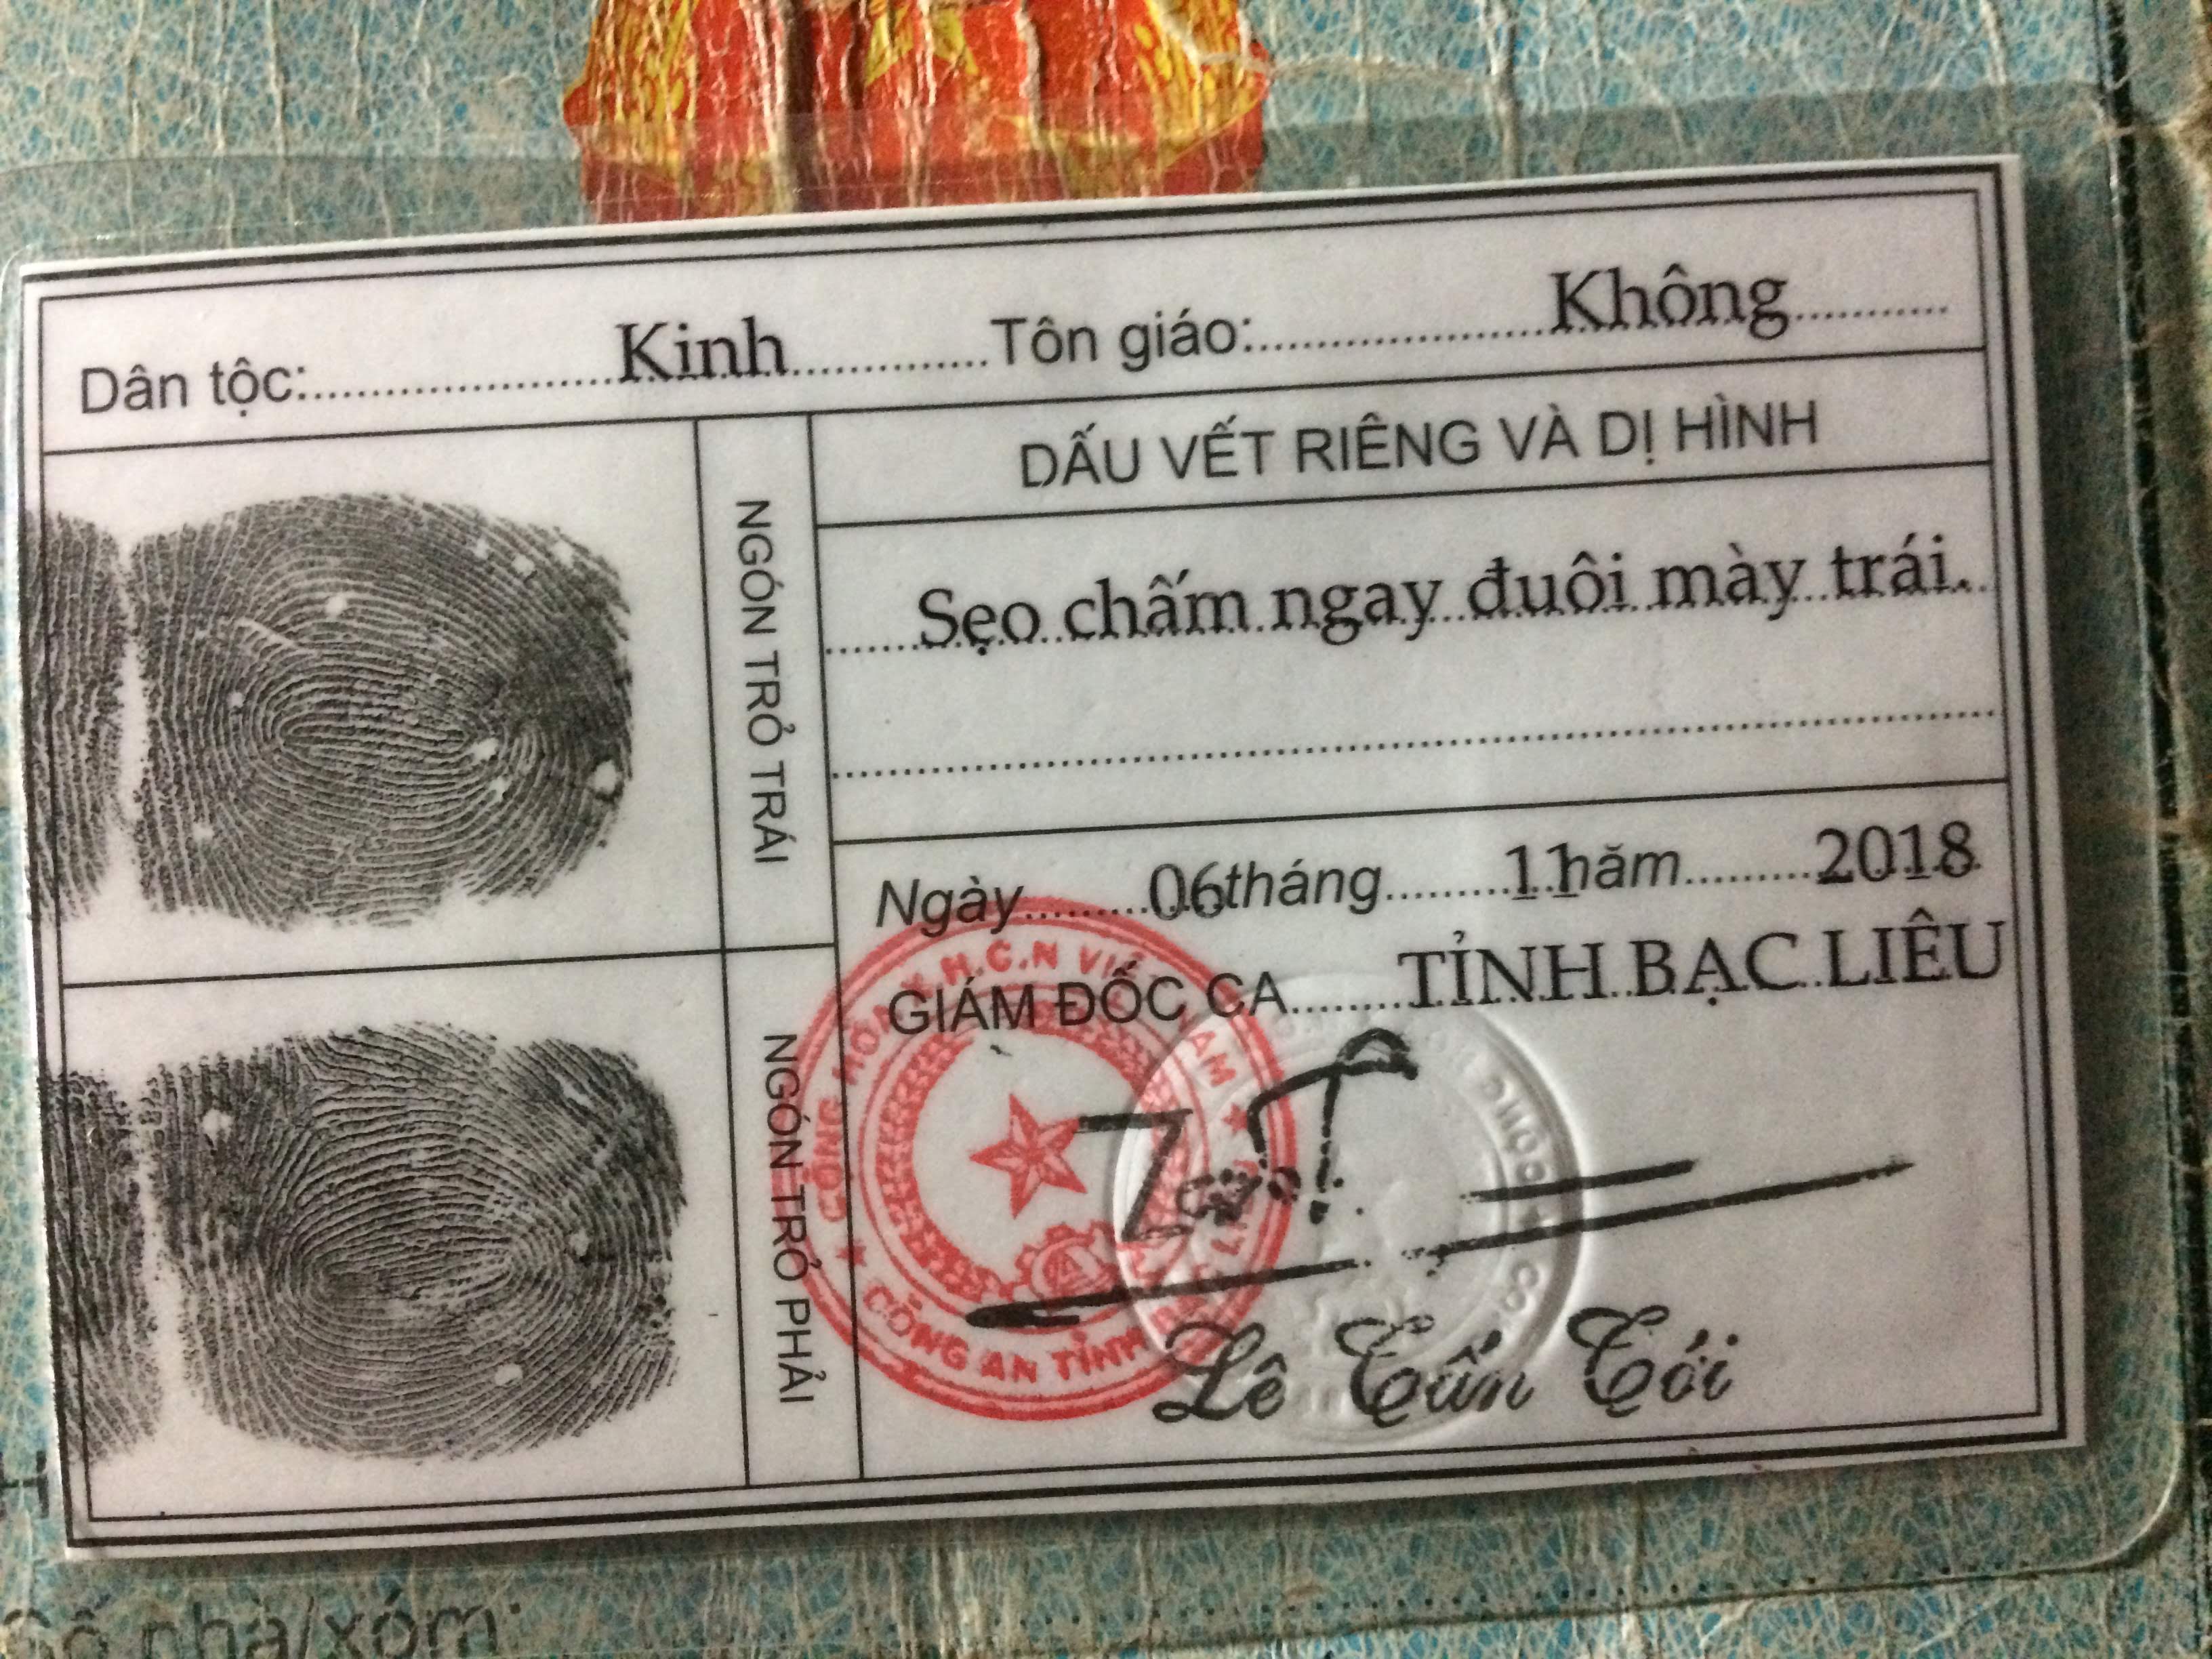 Dân tộc: Kinh Tôn giáo: Không
DẤU VẾT RIÊNG VÀ DỊ HÌNH
NGÓN TRỎ TRÁI
Sẹo chấm ngay đuôi mày trái.
Ngày 06 tháng 11 năm 2018
GIÁM ĐỐC CA TỈNH BẠC LIÊU
NGÓN TRỎ PHẢI
CÔNG AN TỈNH
Lê Tấn Tới
Số nhà/xóm: